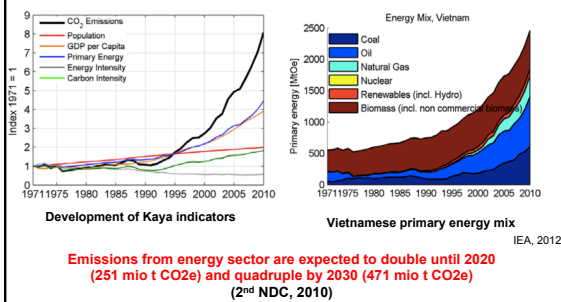 9
8
7
6
5
4
3
2
1
0
Index 1971 = 1
CO2 Emissions
Population
GDP per Capita
Primary Energy
Energy Intensity
Carbon Intensity
19711975 1980 1985 1990 1995 2000 2005 2010
Development of Kaya indicators
Energy Mix, Vietnam
2500
2000
1500
1000
500
0
Primary energy [MtOe]
Coal
Oil
Natural Gas
Nuclear
Renewables (incl. Hydro)
Biomass (incl. non commercial biomass)
19711975 1980 1985 1990 1995 2000 2005 2010
Vietnamese primary energy mix
IEA, 2012
Emissions from energy sector are expected to double until 2020
(251 mio t CO2e) and quadruple by 2030 (471 mio t CO2e)
(2nd NDC, 2010)